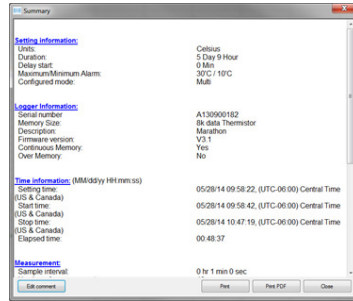 Summary
Setting information:
Units: Celsius
Duration: 5 Day 9 Hour
Delay start: 0 Min
Maximum/Minimum Alarm: 30'C / 10'C
Configured mode: Multi
Logger Information:
Serial number A130900182
Memory Size: 8k data Thermistor
Description: Marathon
Firmware version: V3.1
Continuous Memory: Yes
Over Memory: No
Time information: (MM/dd/yy HH:mm:ss)
Setting time: 05/28/14 09:58:22, (UTC-06:00) Central Time
(US & Canada)
Start time: 05/28/14 09:58:42, (UTC-06:00) Central Time
(US & Canada)
Stop time: 05/28/14 10:47:19, (UTC-06:00) Central Time
(US & Canada)
Elapsed time: 00:48:37
Measurement:
Sample interval: 0 hr 1 min 0 sec
Edit comment Print Print PDF Close